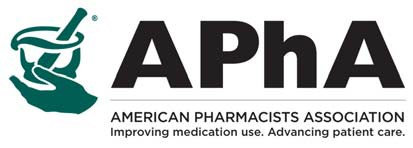 ®
APhA
AMERICAN PHARMACISTS ASSOCIATION
Improving medication use. Advancing patient care.